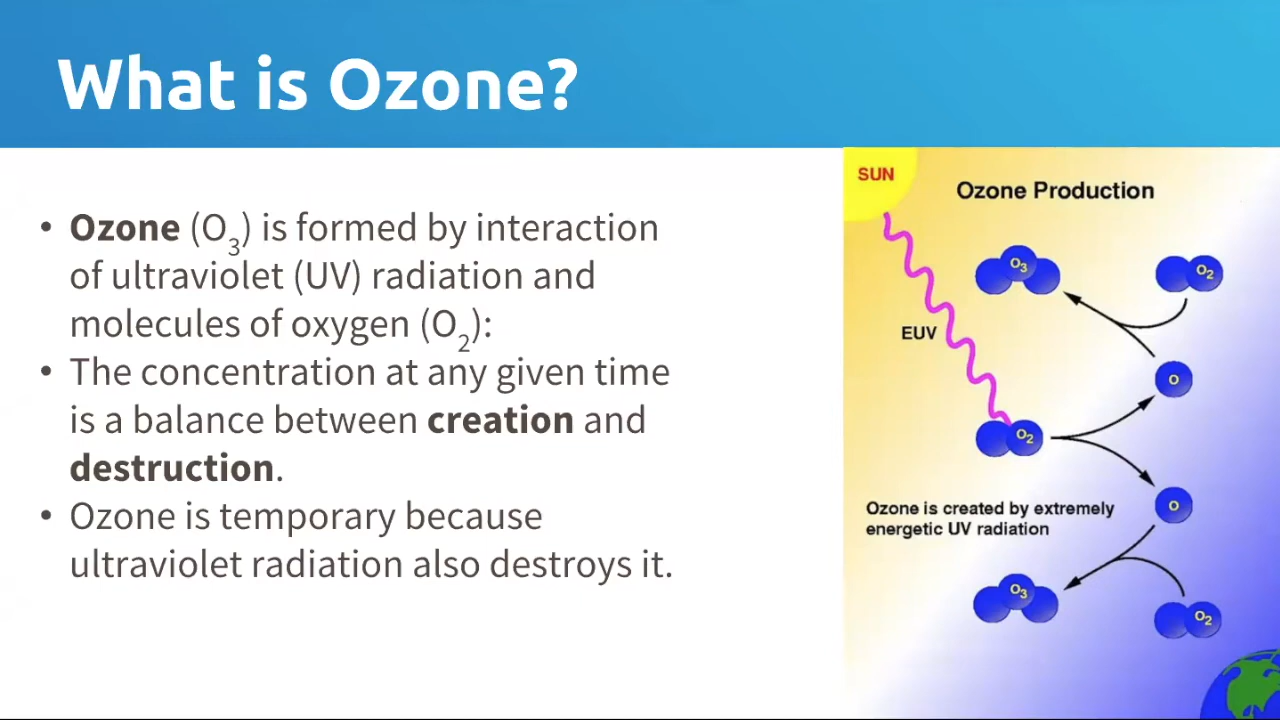 What is Ozone?
• Ozone (O3) is formed by interaction
of ultraviolet (UV) radiation and
molecules of oxygen (O2):
• The concentration at any given time
is a balance between creation and
destruction.
• Ozone is temporary because
ultraviolet radiation also destroys it.
SUN
Ozone Production
O3
O2
EUV
O
O2
O
Ozone is created by extremely
energetic UV radiation
O3
O2